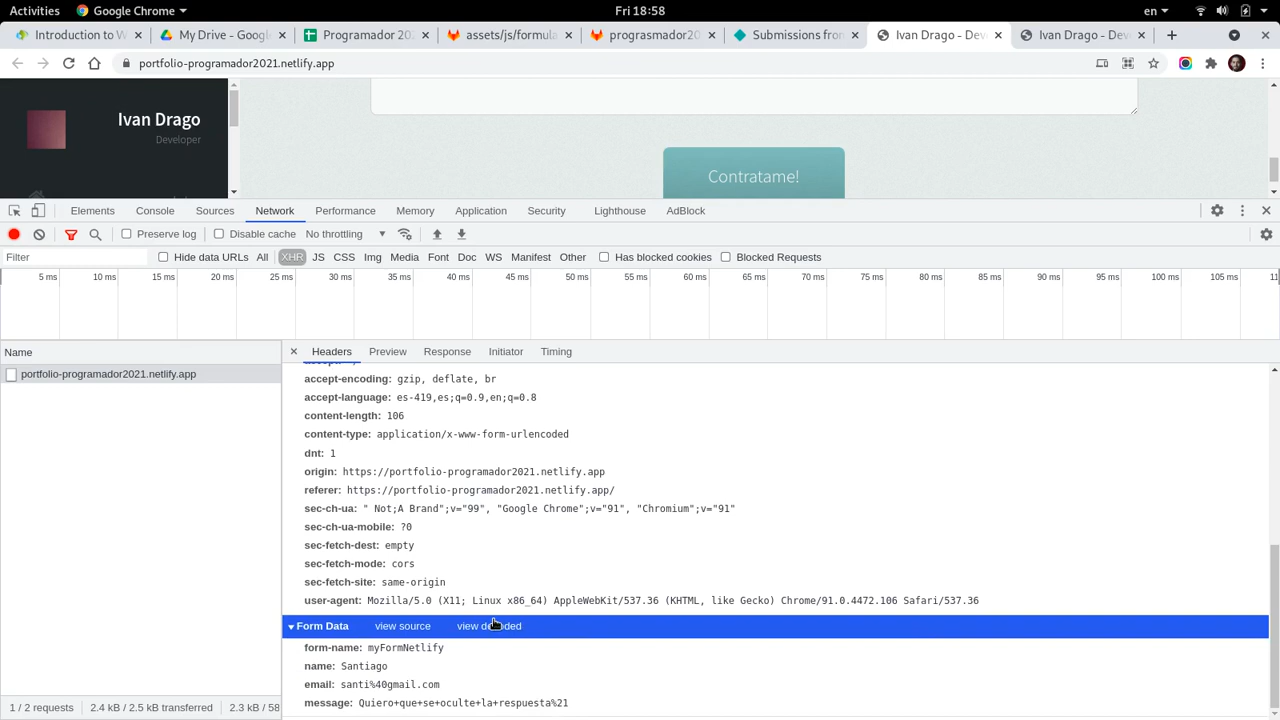 Activities Google Chrome Fri 18:58 en
Introduction to W My Drive - Google Programador 202 assets/js/formula prograsmador20 Submissions from Ivan Drago - Deve Ivan Drago - Deve
portfolio-programador2021.netlify.app
Ivan Drago
Developer
Contratame!
Elements Console Sources Network Performance Memory Application Security Lighthouse AdBlock
Preserve log Disable cache No throttling
Filter Hide data URLs All XHR JS CSS Img Media Font Doc WS Manifest Other Has blocked cookies Blocked Requests
5 ms 10 ms 15 ms 20 ms 25 ms 30 ms 35 ms 40 ms 45 ms 50 ms 55 ms 60 ms 65 ms 70 ms 75 ms 80 ms 85 ms 90 ms 95 ms 100 ms 105 ms 11
Name Headers Preview Response Initiator Timing
portfolio-programador2021.netlify.app
accept-encoding: gzip, deflate, br
accept-language: es-419,es;q=0.9,en;q=0.8
content-length: 106
content-type: application/x-www-form-urlencoded
dnt: 1
origin: https://portfolio-programador2021.netlify.app
referer: https://portfolio-programador2021.netlify.app/
sec-ch-ua: " Not;A Brand";v="99", "Google Chrome";v="91", "Chromium";v="91"
sec-ch-ua-mobile: ?0
sec-fetch-dest: empty
sec-fetch-mode: cors
sec-fetch-site: same-origin
user-agent: Mozilla/5.0 (X11; Linux x86_64) AppleWebKit/537.36 (KHTML, like Gecko) Chrome/91.0.4472.106 Safari/537.36
Form Data view source view decoded
form-name: myFormNetlify
name: Santiago
email: santi%40gmail.com
message: Quiero+que+se+oculte+la+respuesta%21
1 / 2 requests 2.4 kB / 2.5 kB transferred 2.3 kB / 58